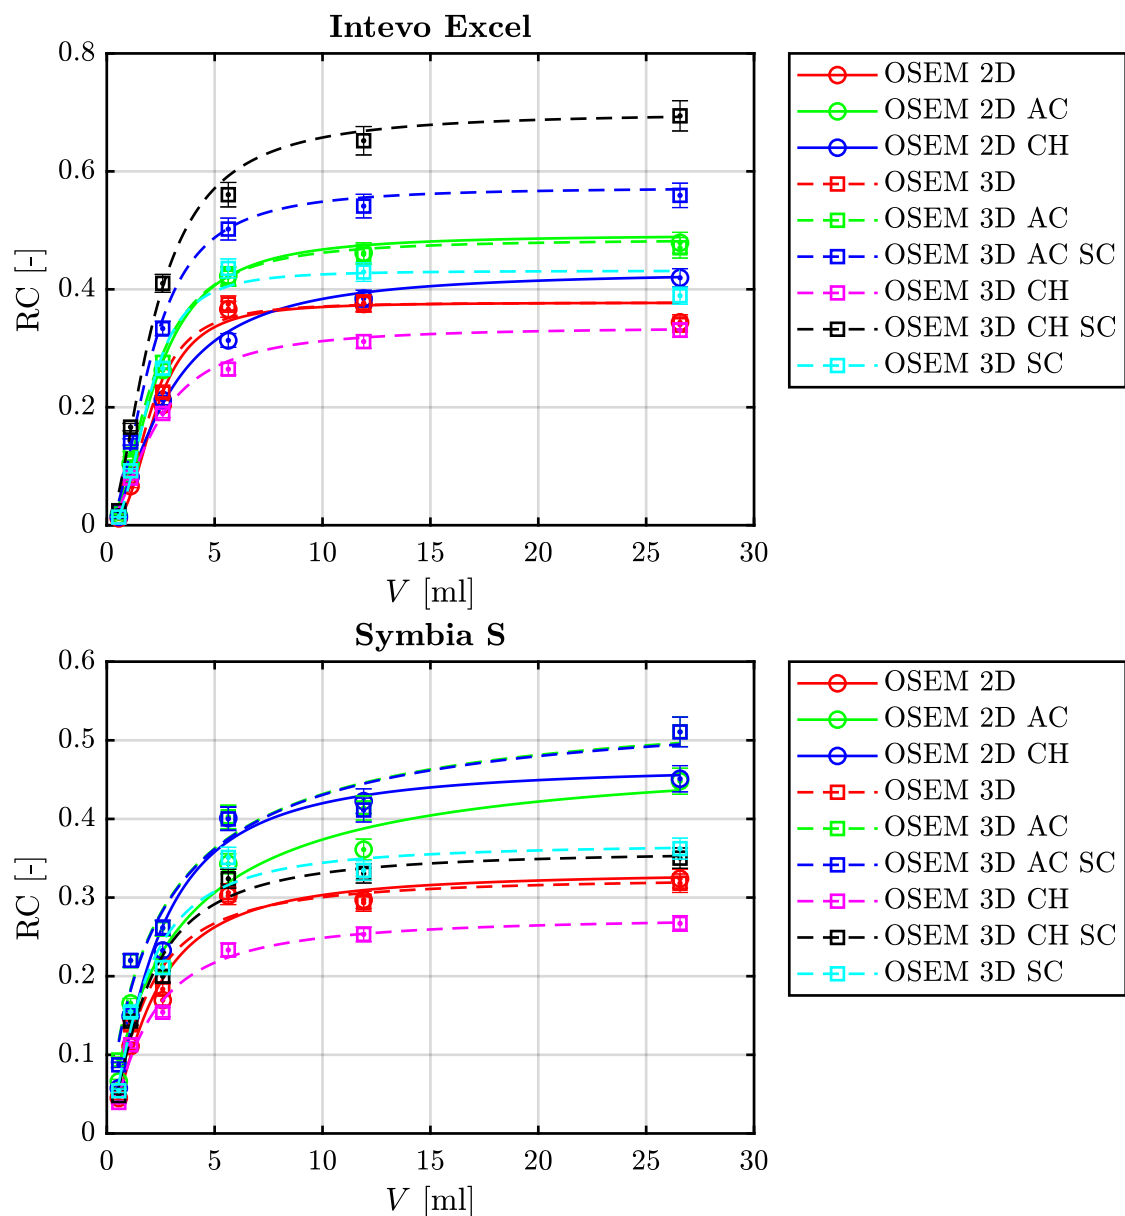 Intevo Excel
0.8
0.6
0.4
0.2
0
RC [-]
0 5 10 15 20 25 30
V [ml]
OSEM 2D
OSEM 2D AC
OSEM 2D CH
OSEM 3D
OSEM 3D AC
OSEM 3D AC SC
OSEM 3D CH
OSEM 3D CH SC
OSEM 3D SC
Symbia S
0.6
0.5
0.4
0.3
0.2
0.1
0
RC [-]
0 5 10 15 20 25 30
V [ml]
OSEM 2D
OSEM 2D AC
OSEM 2D CH
OSEM 3D
OSEM 3D AC
OSEM 3D AC SC
OSEM 3D CH
OSEM 3D CH SC
OSEM 3D SC